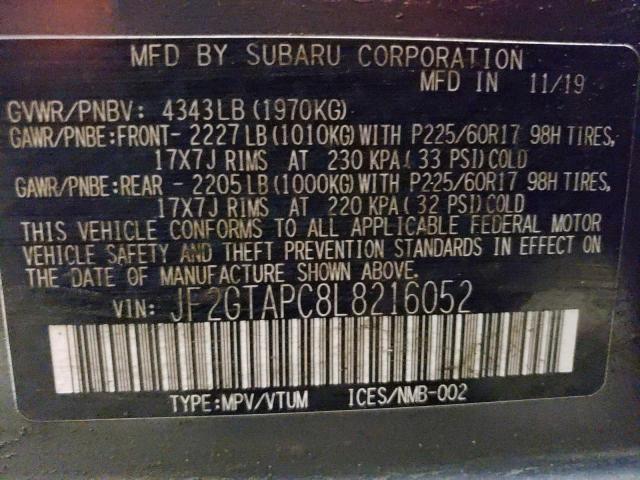 MFD BY SUBARU CORPORATION
MFD IN 11/19
GVWR/PNBV: 4343LB (1970KG)
GAWR/PNBE:FRONT- 2227LB (1010KG)WITH P225/60R17 98H TIRES,
17X7J RIMS AT 230 KPA( 33 PSI)COLD
GAWR/PNBE:REAR - 2205LB (1000KG)WITH P225/60R17 98H TIRES,
17X7J RIMS AT 220 KPA( 32 PSI)COLD
THIS VEHICLE CONFORMS TO ALL APPLICABLE FEDERAL MOTOR
VEHICLE SAFETY AND THEFT PREVENTION STANDARDS IN EFFECT ON
THE DATE OF MANUFACTURE SHOWN ABOVE.
VIN: JF2GTAPC8L8216052
TYPE:MPV/VTUM ICES/NMB-002